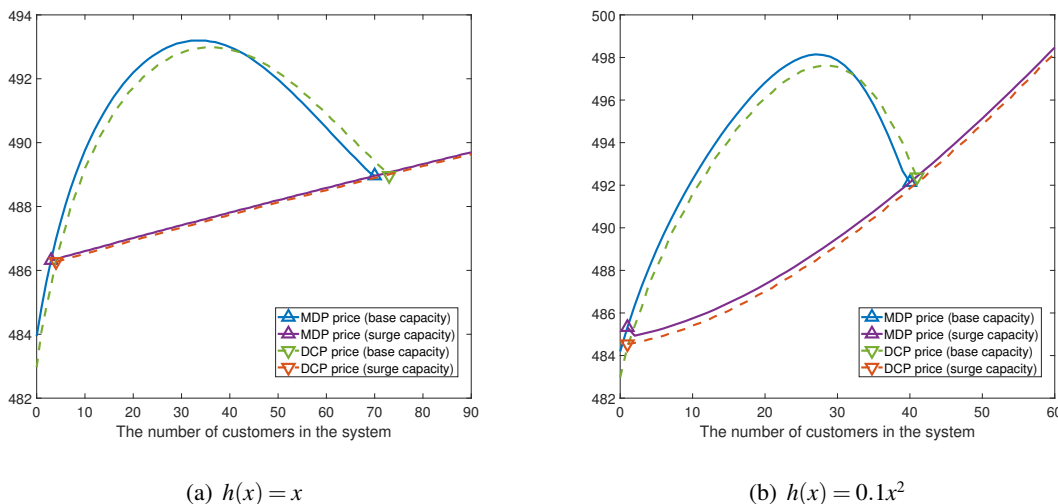 494
492
490
488
486
484
482
0 10 20 30 40 50 60 70 80 90
The number of customers in the system
MDP price (base capacity)
MDP price (surge capacity)
DCP price (base capacity)
DCP price (surge capacity)
(a) h(x) = x
500
498
496
494
492
490
488
486
484
482
0 10 20 30 40 50 60
The number of customers in the system
MDP price (base capacity)
MDP price (surge capacity)
DCP price (base capacity)
DCP price (surge capacity)
(b) h(x) = 0.1x²